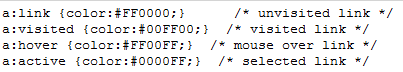 a:link {color:#FF0000;}      /* unvisited link */
a:visited {color:#00FF00;}  /* visited link */
a:hover {color:#FF00FF;}  /* mouse over link */
a:active {color:#0000FF;}  /* selected link */